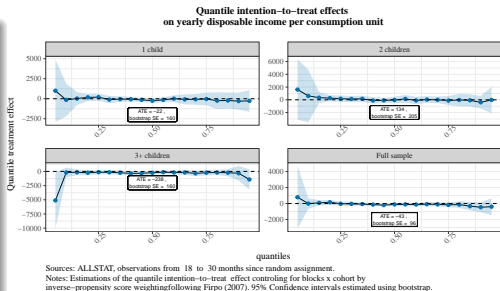 Quantile intention−to−treat effects
on yearly disposable income per consumption unit
Quantile treatment effect
1 child
5000
2500
0
−2500
ATE = −22 ,
bootstrap SE = 160
0.25
0.50
0.75
2 children
6000
4000
2000
0
−2000
ATE = 134 ,
bootstrap SE = 205
0.25
0.50
0.75
3+ children
0
−2500
−5000
−7500
−10000
ATE = −238 ,
bootstrap SE = 160
0.25
0.50
0.75
Full sample
4000
2000
0
−2000
ATE = −43 ,
bootstrap SE = 96
0.25
0.50
0.75
quantiles
Sources: ALLSTAT, observations from 18 to 30 months since random assignment.
Notes: Estimations of the quantile intention−to−treat effect controling for blocks x cohort by
inverse−propensity score weightingfollowing Firpo (2007). 95% Confidence intervals estimated using bootstrap.